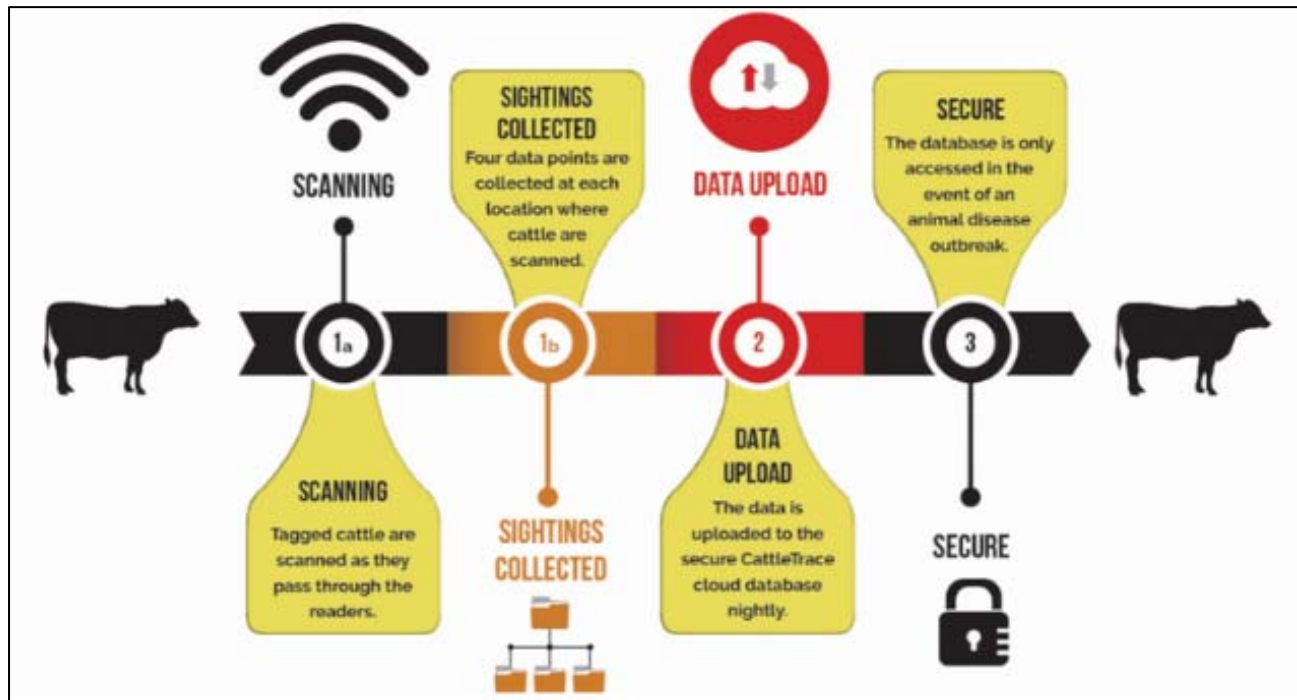 SCANNING
1a
SCANNING
Tagged cattle are
scanned as they
pass through the
readers.
SIGHTINGS
COLLECTED
Four data points are
collected at each
location where
cattle are
scanned.
1b
SIGHTINGS
COLLECTED
DATA UPLOAD
2
DATA
UPLOAD
The data is
uploaded to the
secure CattleTrace
cloud database
nightly.
SECURE
The database is only
accessed in the
event of an
animal disease
outbreak.
3
SECURE